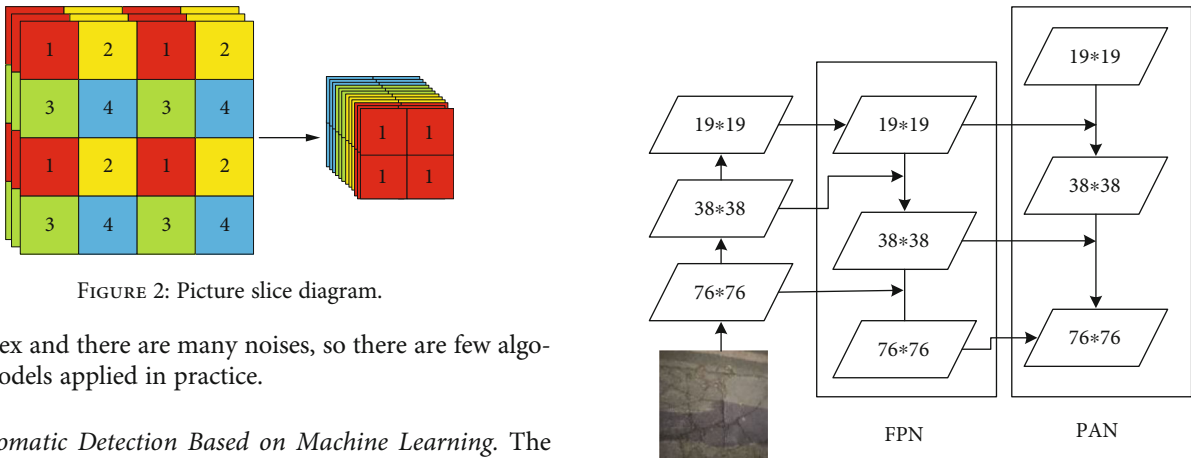 1 2 1 2
3 4 3 4
1 2 1 2
3 4 3 4
1 1
1 1
FIGURE 2: Picture slice diagram.
ex and there are many noises, so there are few algo-
odels applied in practice.
omatic Detection Based on Machine Learning. The
19*19
38*38
76*76
19*19
38*38
76*76
FPN
19*19
38*38
76*76
PAN